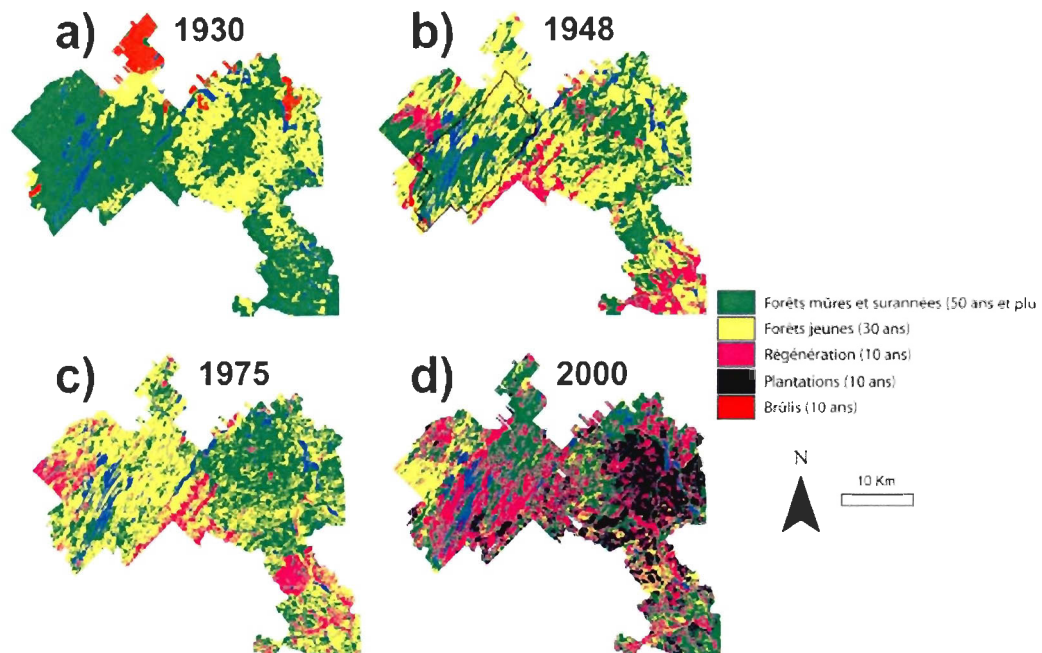 a) 1930
b) 1948
c) 1975
d) 2000
Forêts mûres et surannées (50 ans et plu
Forêts jeunes (30 ans)
Régénération (10 ans)
Plantations (10 ans)
Brûlis (10 ans)
N
10 Km